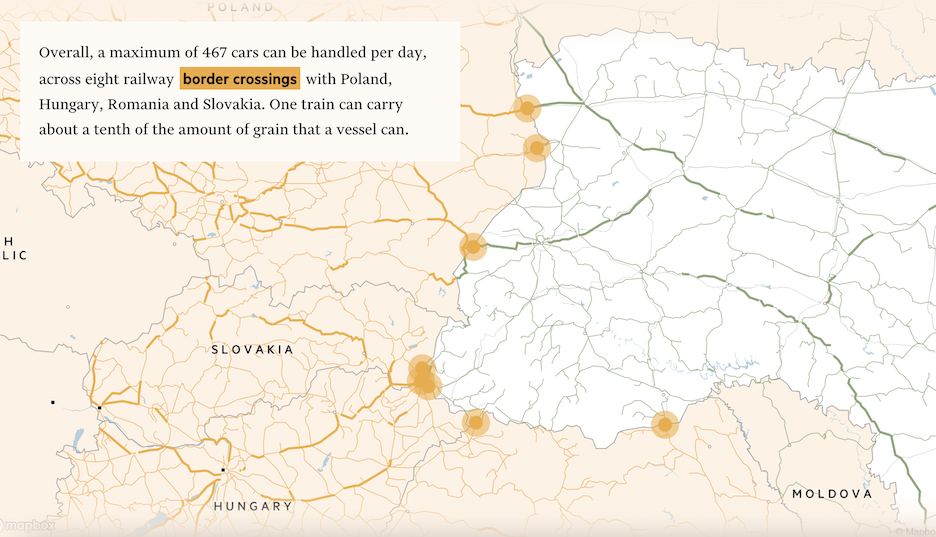 POLAND
Overall, a maximum of 467 cars can be handled per day,
across eight railway border crossings with Poland,
Hungary, Romania and Slovakia. One train can carry
about a tenth of the amount of grain that a vessel can.
H
LIC
SLOVAKIA
MOLDOVA
HUNGARY
mapbox
© Mapbo